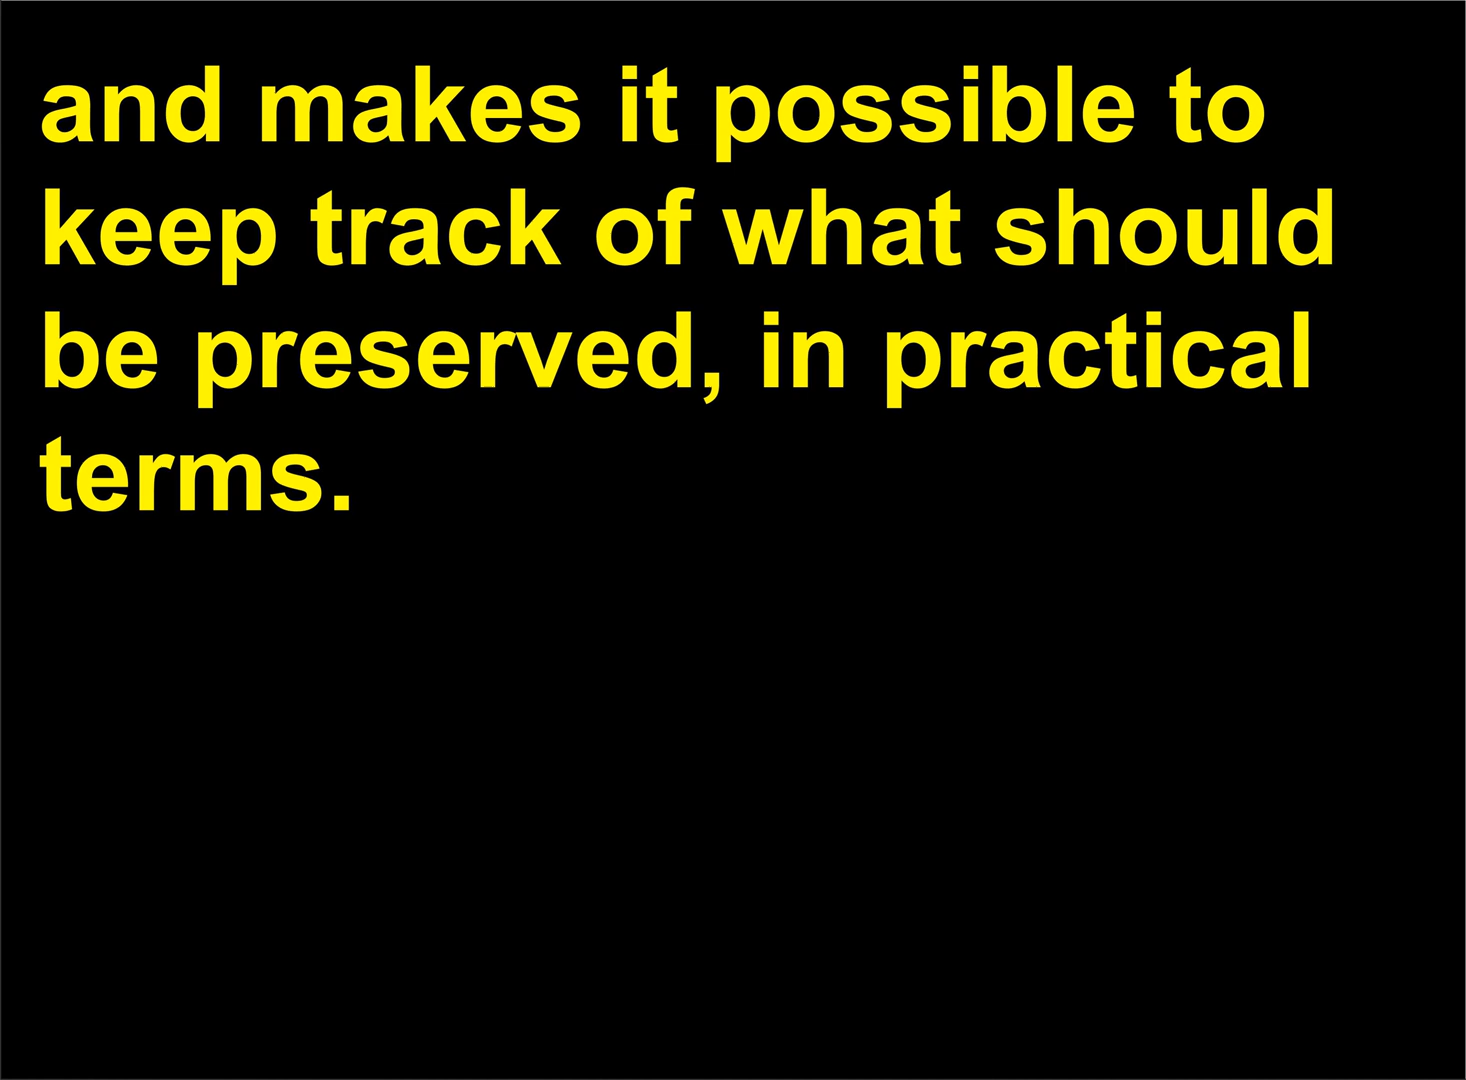 and makes it possible to
keep track of what should
be preserved, in practical
terms.